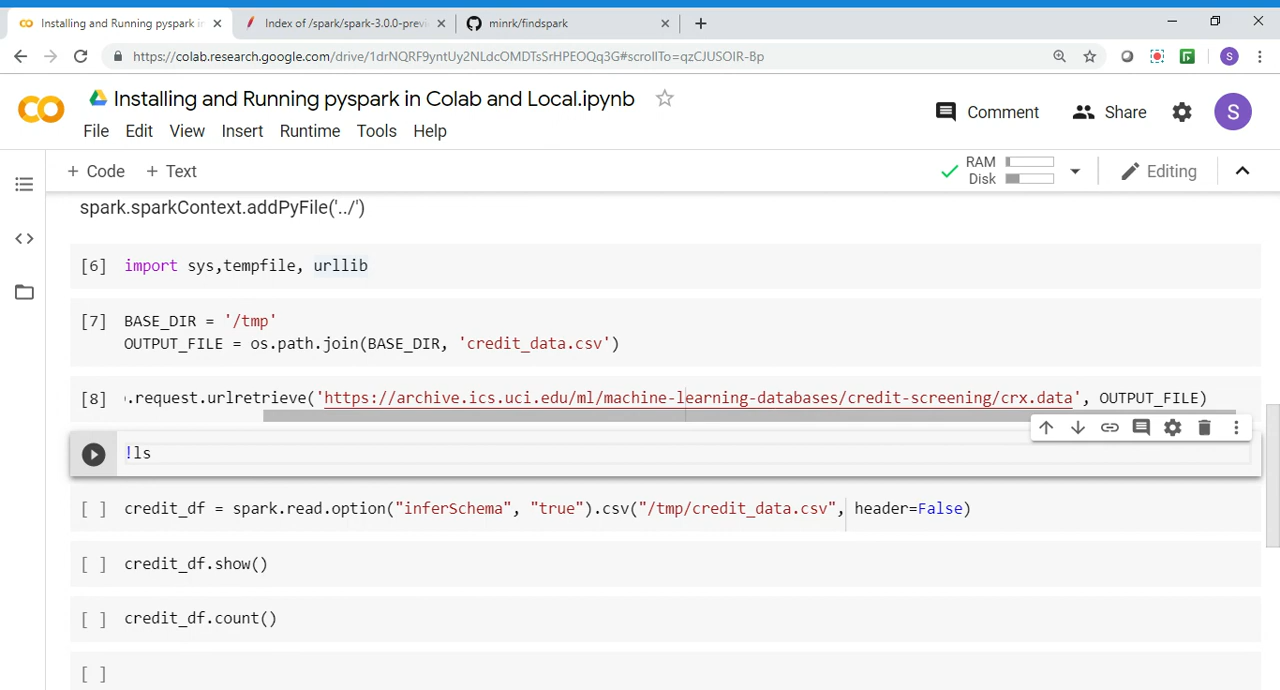 Installing and Running pyspark in
Index of /spark/spark-3.0.0-previ
minrk/findspark
https://colab.research.google.com/drive/1drNQRF9yntUy2NLdcOMDTsSrHPEOQq3G#scrollTo=qzCJUSOIR-Bp
S
Installing and Running pyspark in Colab and Local.ipynb
Comment
Share
S
File Edit View Insert Runtime Tools Help
+ Code + Text
RAM
Disk
Editing
spark.sparkContext.addPyFile('../')
[6] import sys,tempfile, urllib
[7] BASE_DIR = '/tmp'
OUTPUT_FILE = os.path.join(BASE_DIR, 'credit_data.csv')
[8] .request.urlretrieve('https://archive.ics.uci.edu/ml/machine-learning-databases/credit-screening/crx.data', OUTPUT_FILE)
!ls
[ ] credit_df = spark.read.option("inferSchema", "true").csv("/tmp/credit_data.csv", header=False)
[ ] credit_df.show()
[ ] credit_df.count()
[ ]